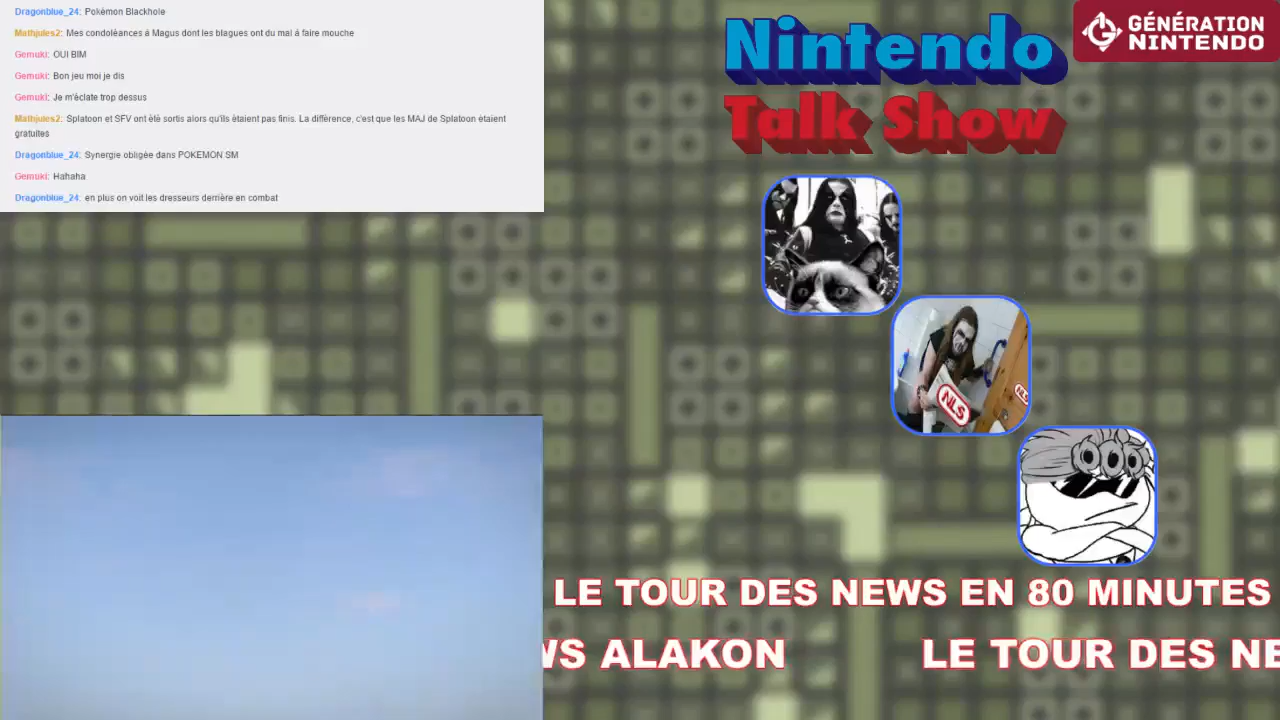 Dragonblue_24: Pokémon Blackhole
Mathjules2: Mes condoléances à Magus dont les blagues ont du mal à faire mouche
Gemuki: OUI BIM
Gemuki: Bon jeu moi je dis
Gemuki: Je m'éclate trop dessus
Mathjules2: Splatoon et SFV ont été sortis alors qu'ils étaient pas finis. La différence, c'est que les MAJ de Splatoon étaient
gratuites
Dragonblue_24: Synergie obligée dans POKEMON SM
Gemuki: Hahaha
Dragonblue_24: en plus on voit les dresseurs derrière en combat
Nintendo
Talk Show
GÉNÉRATION
NINTENDO
NLS
LE TOUR DES NEWS EN 80 MINUTES
WS ALAKON LE TOUR DES NE